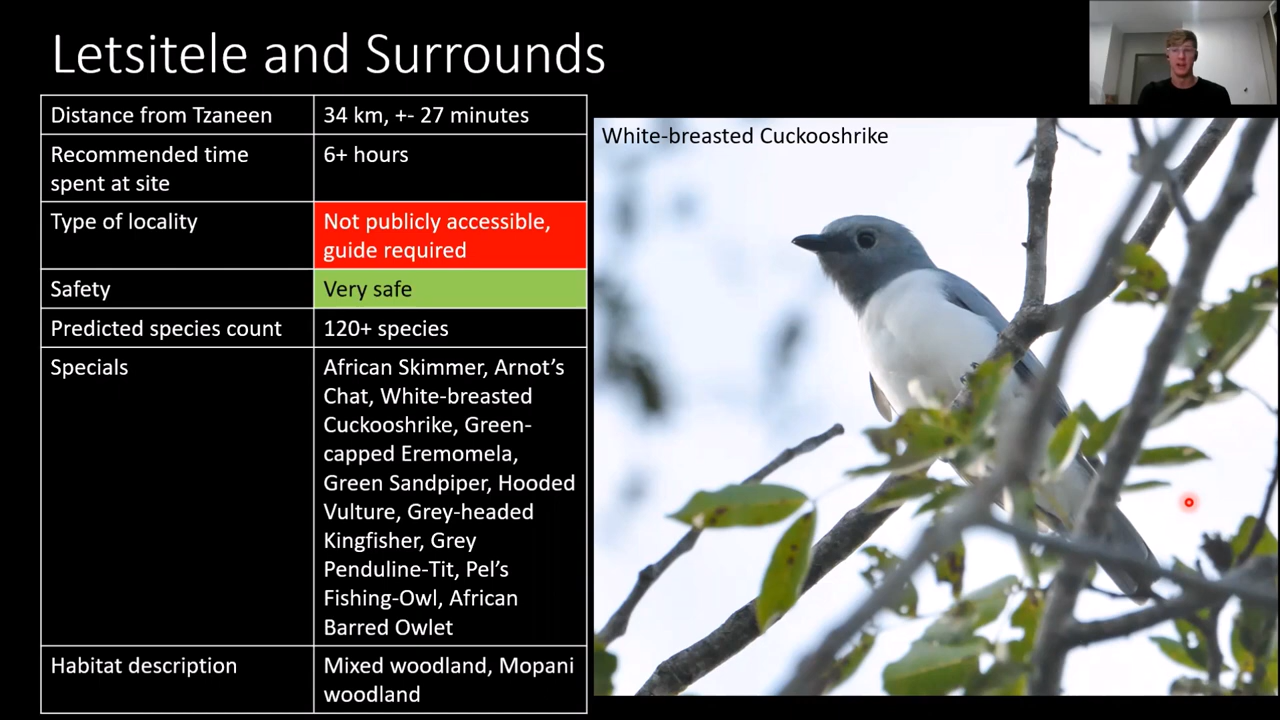 Letsitele and Surrounds
Distance from Tzaneen
34 km, +- 27 minutes
Recommended time
spent at site
6+ hours
Type of locality
Not publicly accessible,
guide required
Safety
Very safe
Predicted species count
120+ species
Specials
African Skimmer, Arnot's
Chat, White-breasted
Cuckooshrike, Green-
capped Eremomela,
Green Sandpiper, Hooded
Vulture, Grey-headed
Kingfisher, Grey
Penduline-Tit, Pel's
Fishing-Owl, African
Barred Owlet
Habitat description
Mixed woodland, Mopani
woodland
White-breasted Cuckooshrike